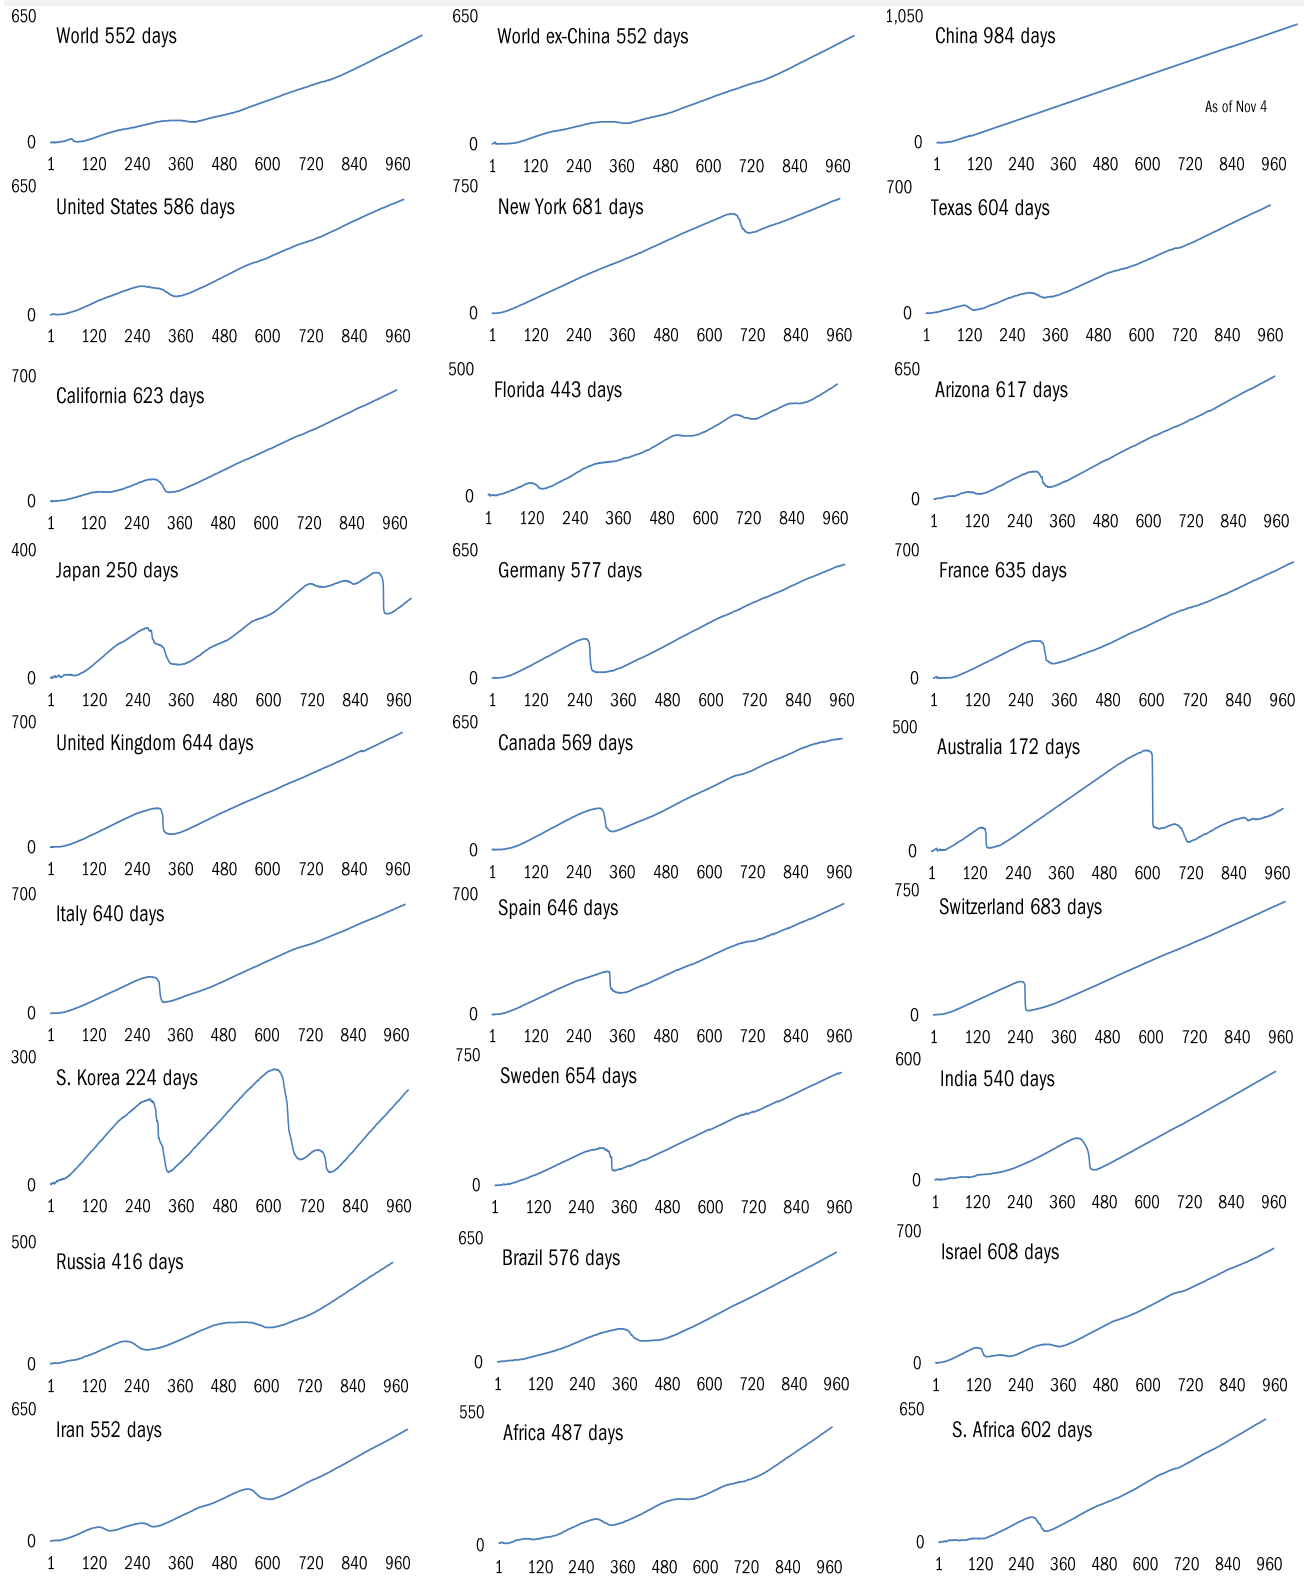 650 650 1,050
World 552 days World ex-China 552 days China 984 days
As of Nov 4
0 0 0
1 120 240 360 480 600 720 840 960 1 120 240 360 480 600 720 840 960 1 120 240 360 480 600 720 840 960
650 750 700
United States 586 days New York 681 days Texas 604 days
0 0 0
1 120 240 360 480 600 720 840 960 1 120 240 360 480 600 720 840 960 1 120 240 360 480 600 720 840 960
700 500 650
California 623 days Florida 443 days Arizona 617 days
0 0 0
1 120 240 360 480 600 720 840 960 1 120 240 360 480 600 720 840 960 1 120 240 360 480 600 720 840 960
400 650 700
Japan 250 days Germany 577 days France 635 days
0 0 0
1 120 240 360 480 600 720 840 960 1 120 240 360 480 600 720 840 960 1 120 240 360 480 600 720 840 960
700 650 500
United Kingdom 644 days Canada 569 days Australia 172 days
0 0 0
1 120 240 360 480 600 720 840 960 1 120 240 360 480 600 720 840 960 1 120 240 360 480 600 720 840 960
700 700 750
Italy 640 days Spain 646 days Switzerland 683 days
0 0 0
1 120 240 360 480 600 720 840 960 1 120 240 360 480 600 720 840 960 1 120 240 360 480 600 720 840 960
300 750 600
S. Korea 224 days Sweden 654 days India 540 days
0 0 0
1 120 240 360 480 600 720 840 960 1 120 240 360 480 600 720 840 960 1 120 240 360 480 600 720 840 960
500 650 700
Russia 416 days Brazil 576 days Israel 608 days
0 0 0
1 120 240 360 480 600 720 840 960 1 120 240 360 480 600 720 840 960 1 120 240 360 480 600 720 840 960
650 550 650
Iran 552 days Africa 487 days S. Africa 602 days
0 0 0
1 120 240 360 480 600 720 840 960 1 120 240 360 480 600 720 840 960 1 120 240 360 480 600 720 840 960